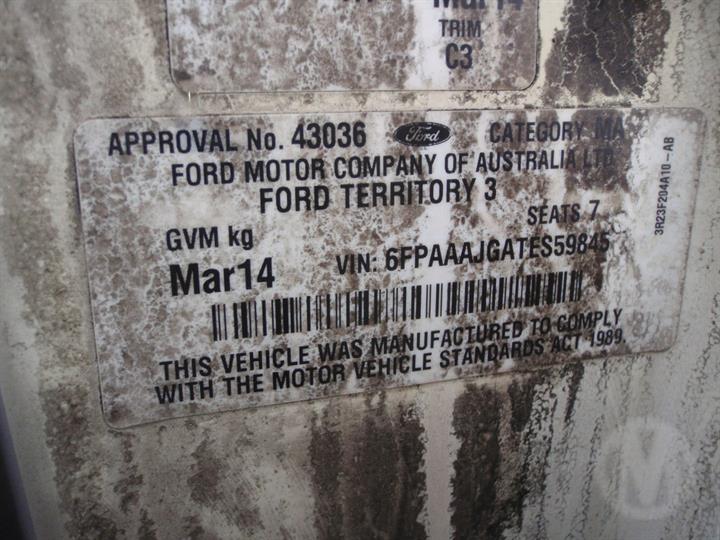 Mar14
TRIM
C3
APPROVAL No. 43036 Ford CATEGORY MA
FORD MOTOR COMPANY OF AUSTRALIA LTD
FORD TERRITORY 3
SEATS 7
GVM kg
Mar14 VIN: 6FPAAAJGATES59845
THIS VEHICLE WAS MANUFACTURED TO COMPLY
WITH THE MOTOR VEHICLE STANDARDS ACT 1989.
3R23F204A10-AB
M